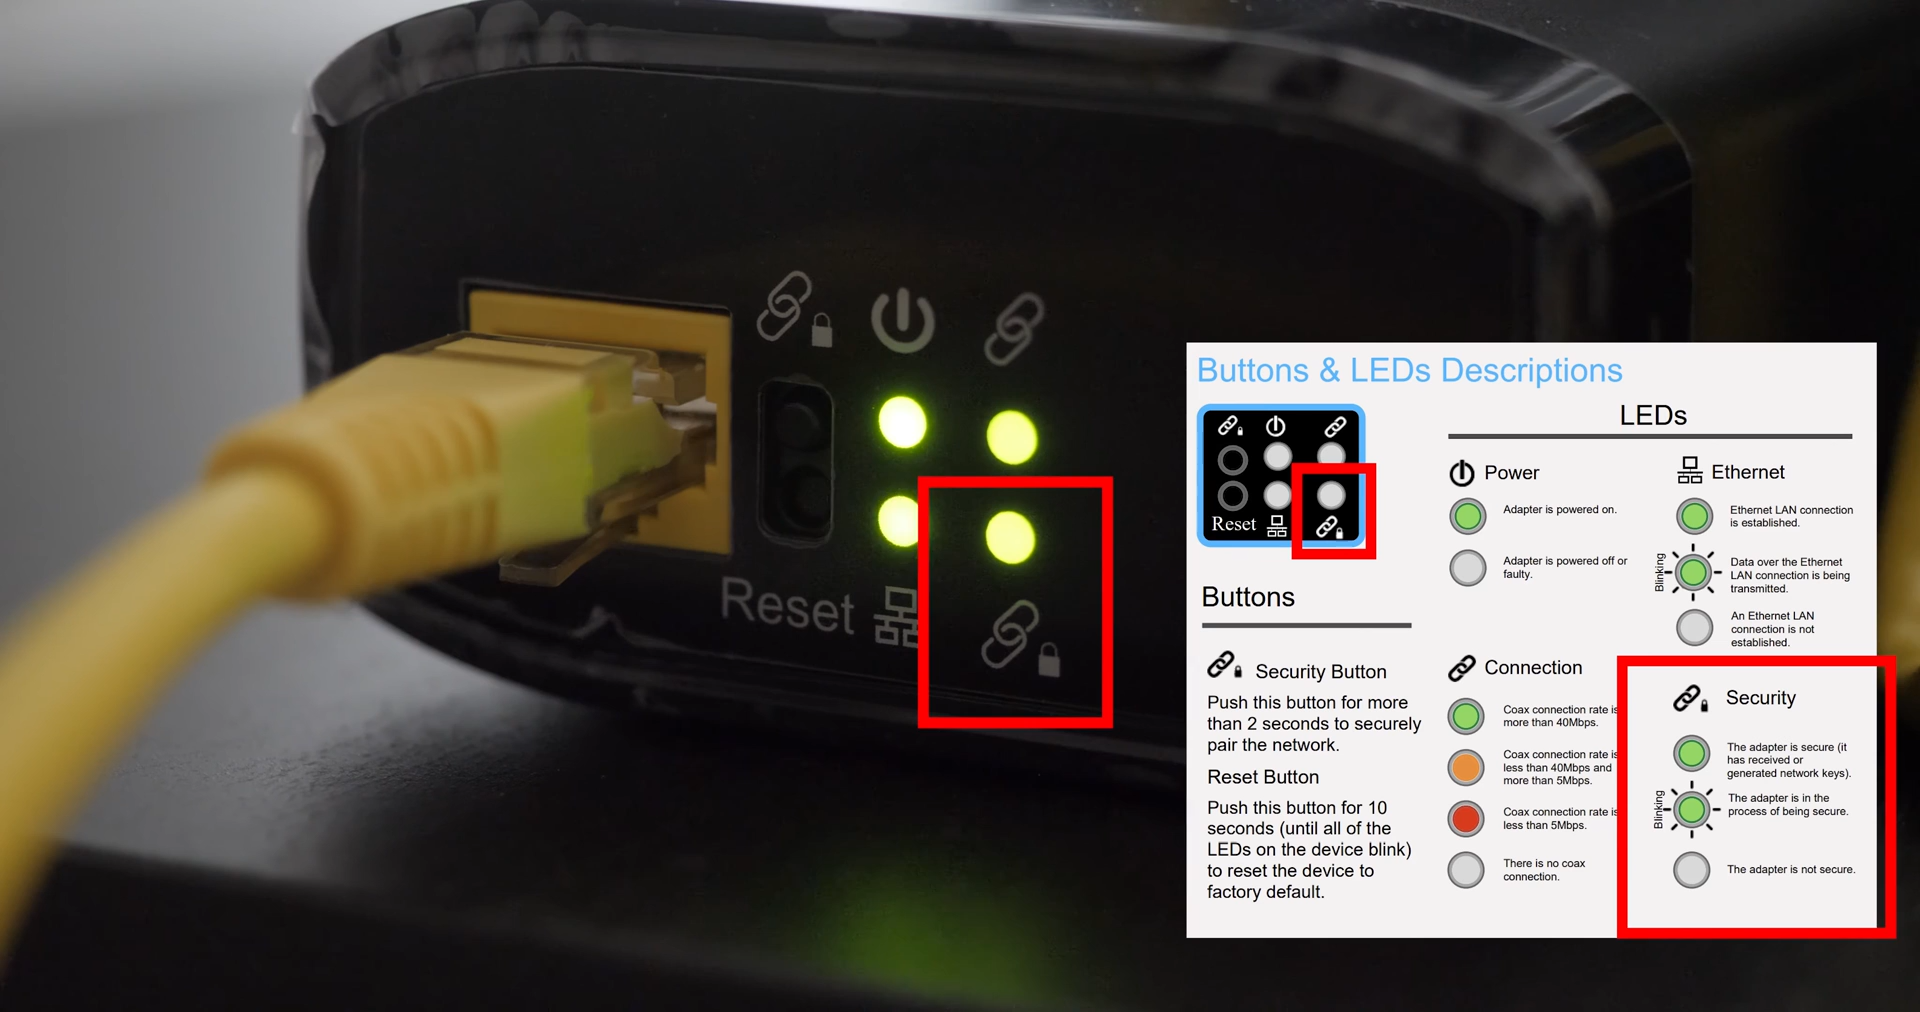 Reset
Buttons & LEDs Descriptions
Reset
LEDs
Power
Adapter is powered on.
Adapter is powered off or
faulty.
Ethernet
Ethernet LAN connection
is established.
Blinking
Data over the Ethernet
LAN connection is being
transmitted.
An Ethernet LAN
connection is not
established.
Buttons
Security Button
Push this button for more
than 2 seconds to securely
pair the network.
Reset Button
Push this button for 10
seconds (until all of the
LEDs on the device blink)
to reset the device to
factory default.
Connection
Coax connection rate is
more than 40Mbps.
Coax connection rate is
less than 40Mbps and
more than 5Mbps.
Coax connection rate is
less than 5Mbps.
There is no coax
connection.
Security
The adapter is secure (it
has received or
generated network keys).
Blinking
The adapter is in the
process of being secure.
The adapter is not secure.